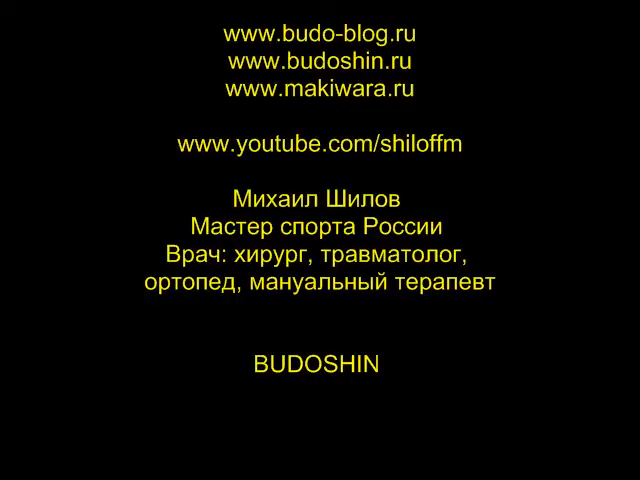 www.budo-blog.ru
www.budoshin.ru
www.makiwara.ru
www.youtube.com/shiloffm
Михаил Шилов
Мастер спорта России
Врач: хирург, травматолог,
ортопед, мануальный терапевт
BUDOSHIN